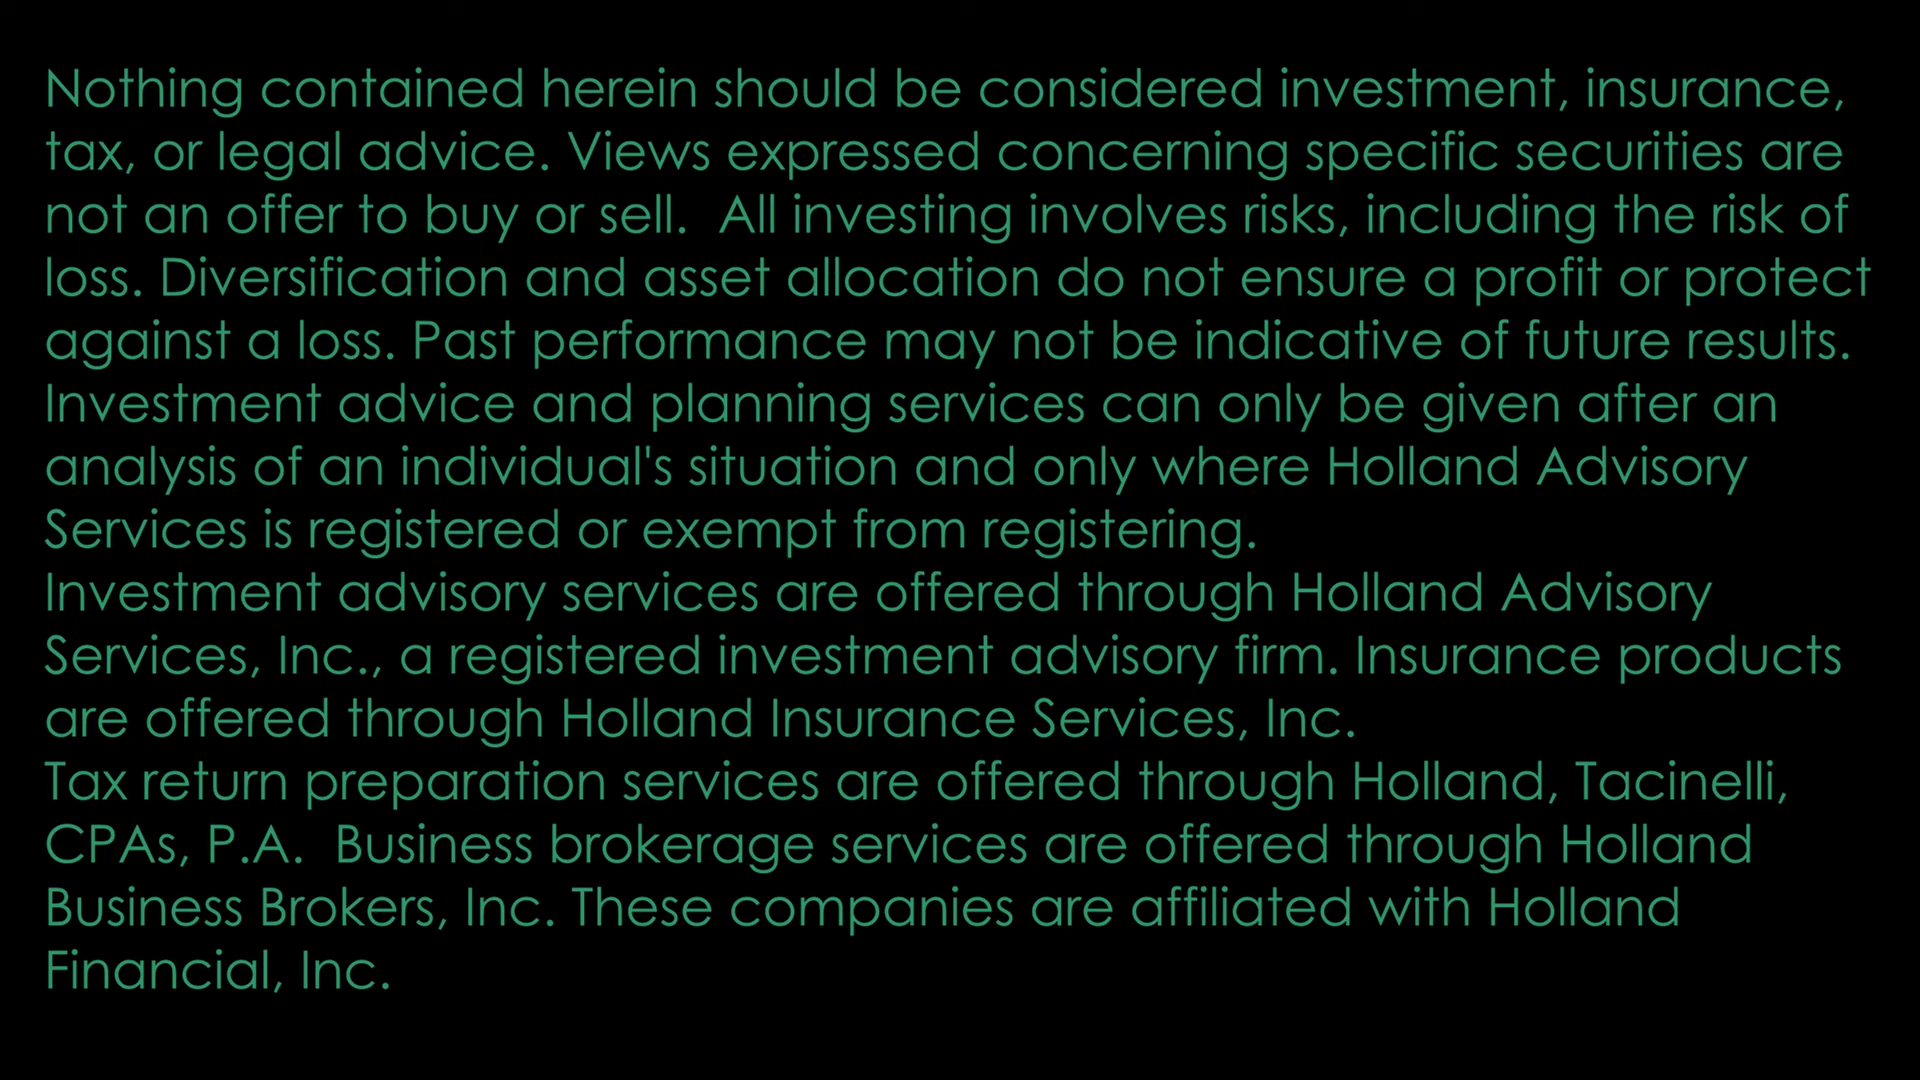 Nothing contained herein should be considered investment, insurance,
tax, or legal advice. Views expressed concerning specific securities are
not an offer to buy or sell.  All investing involves risks, including the risk of
loss. Diversification and asset allocation do not ensure a profit or protect
against a loss. Past performance may not be indicative of future results.
Investment advice and planning services can only be given after an
analysis of an individual's situation and only where Holland Advisory
Services is registered or exempt from registering.
Investment advisory services are offered through Holland Advisory
Services, Inc., a registered investment advisory firm. Insurance products
are offered through Holland Insurance Services, Inc.
Tax return preparation services are offered through Holland, Tacinelli,
CPAs, P.A.  Business brokerage services are offered through Holland
Business Brokers, Inc. These companies are affiliated with Holland
Financial, Inc.